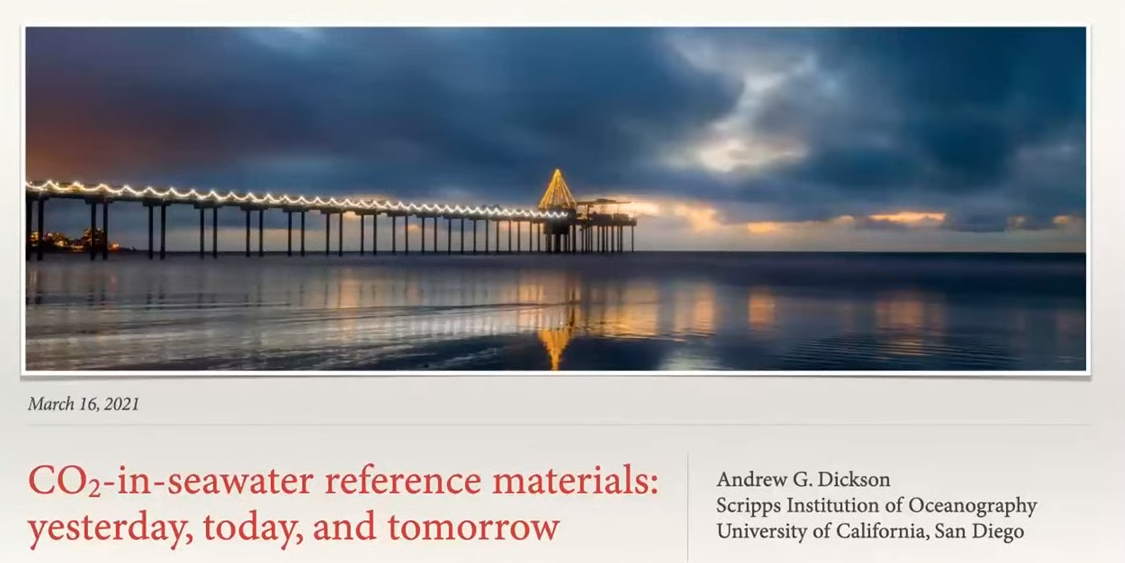 March 16, 2021
CO₂-in-seawater reference materials:
yesterday, today, and tomorrow
Andrew G. Dickson
Scripps Institution of Oceanography
University of California, San Diego